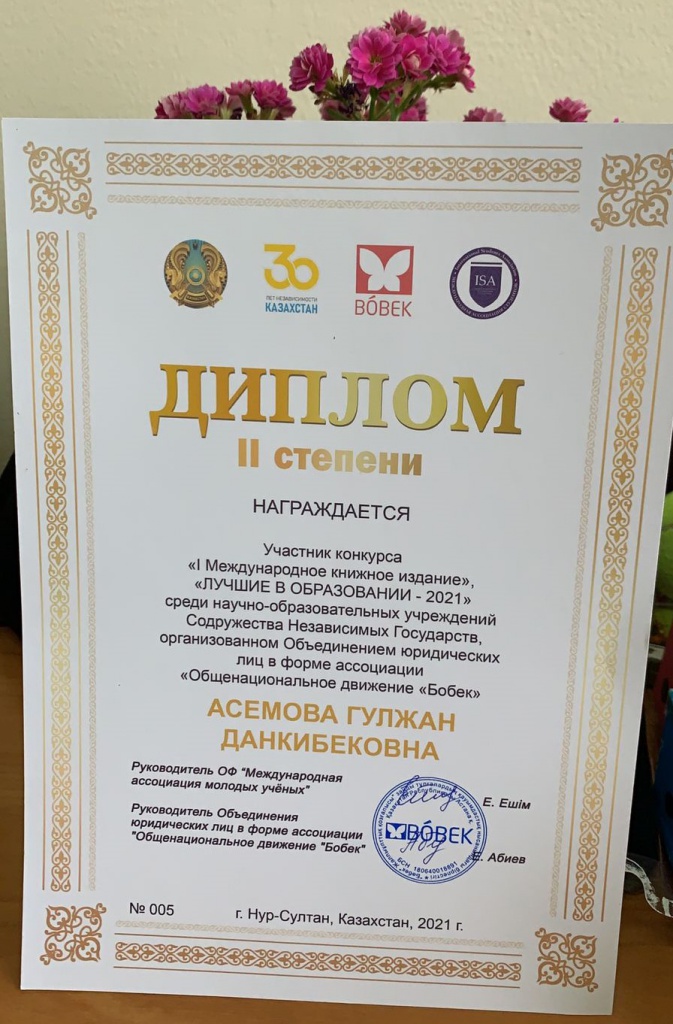 30
ЛЕТ НЕЗАВИСИМОСТИ
КАЗАХСТАН
BÓBEK
ISA
ДИПЛОМ
II степени
НАГРАЖДАЕТСЯ
Участник конкурса
«I Международное книжное издание»,
«ЛУЧШИЕ В ОБРАЗОВАНИИ - 2021»
среди научно-образовательных учреждений
Содружества Независимых Государств,
организованном Объединением юридических
лиц в форме ассоциации
«Общенациональное движение «Бобек»
АСЕМОВА ГУЛЖАН
ДАНКИБЕКОВНА
Руководитель ОФ "Международная
ассоциация молодых учёных"
Е. Ешім
Руководитель Объединения
юридических лиц в форме ассоциации
"Общенациональное движение "Бобек"
BÓBEK
БСН 180640018891
Абиев
№ 005
г. Нур-Султан, Казахстан, 2021 г.